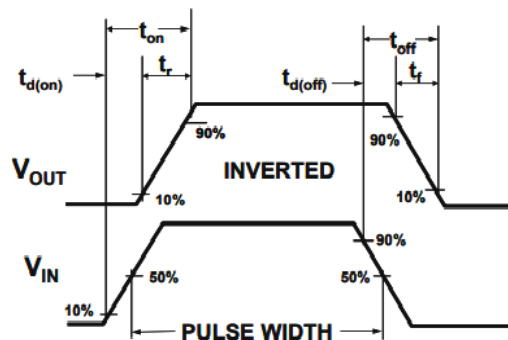 ton
toff
td(on)
tr
td(off)
tf
90%
90%
VOUT
INVERTED
10%
10%
90%
VIN
50%
50%
10%
PULSE WIDTH